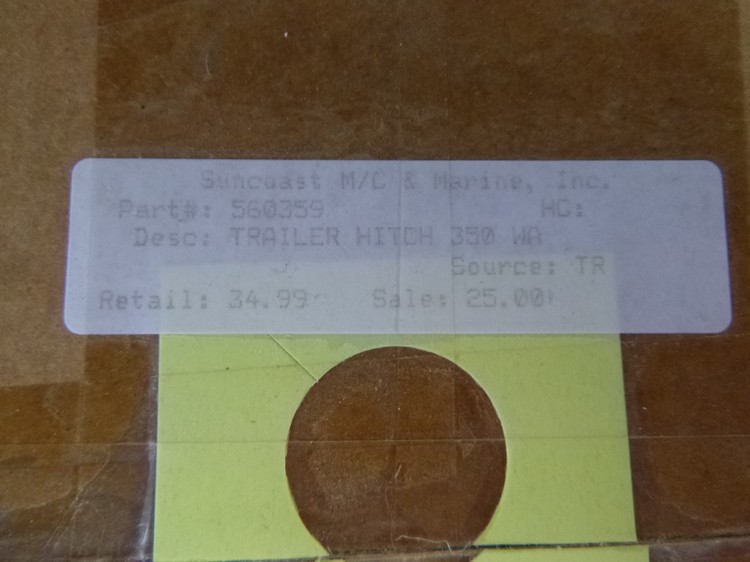 Suncoast M/C & Marine, Inc.
Part#: 560359 HC:
Desc: TRAILER HITCH 350 WA
Source: TR
Retail: 34.99 Sale: 25.00